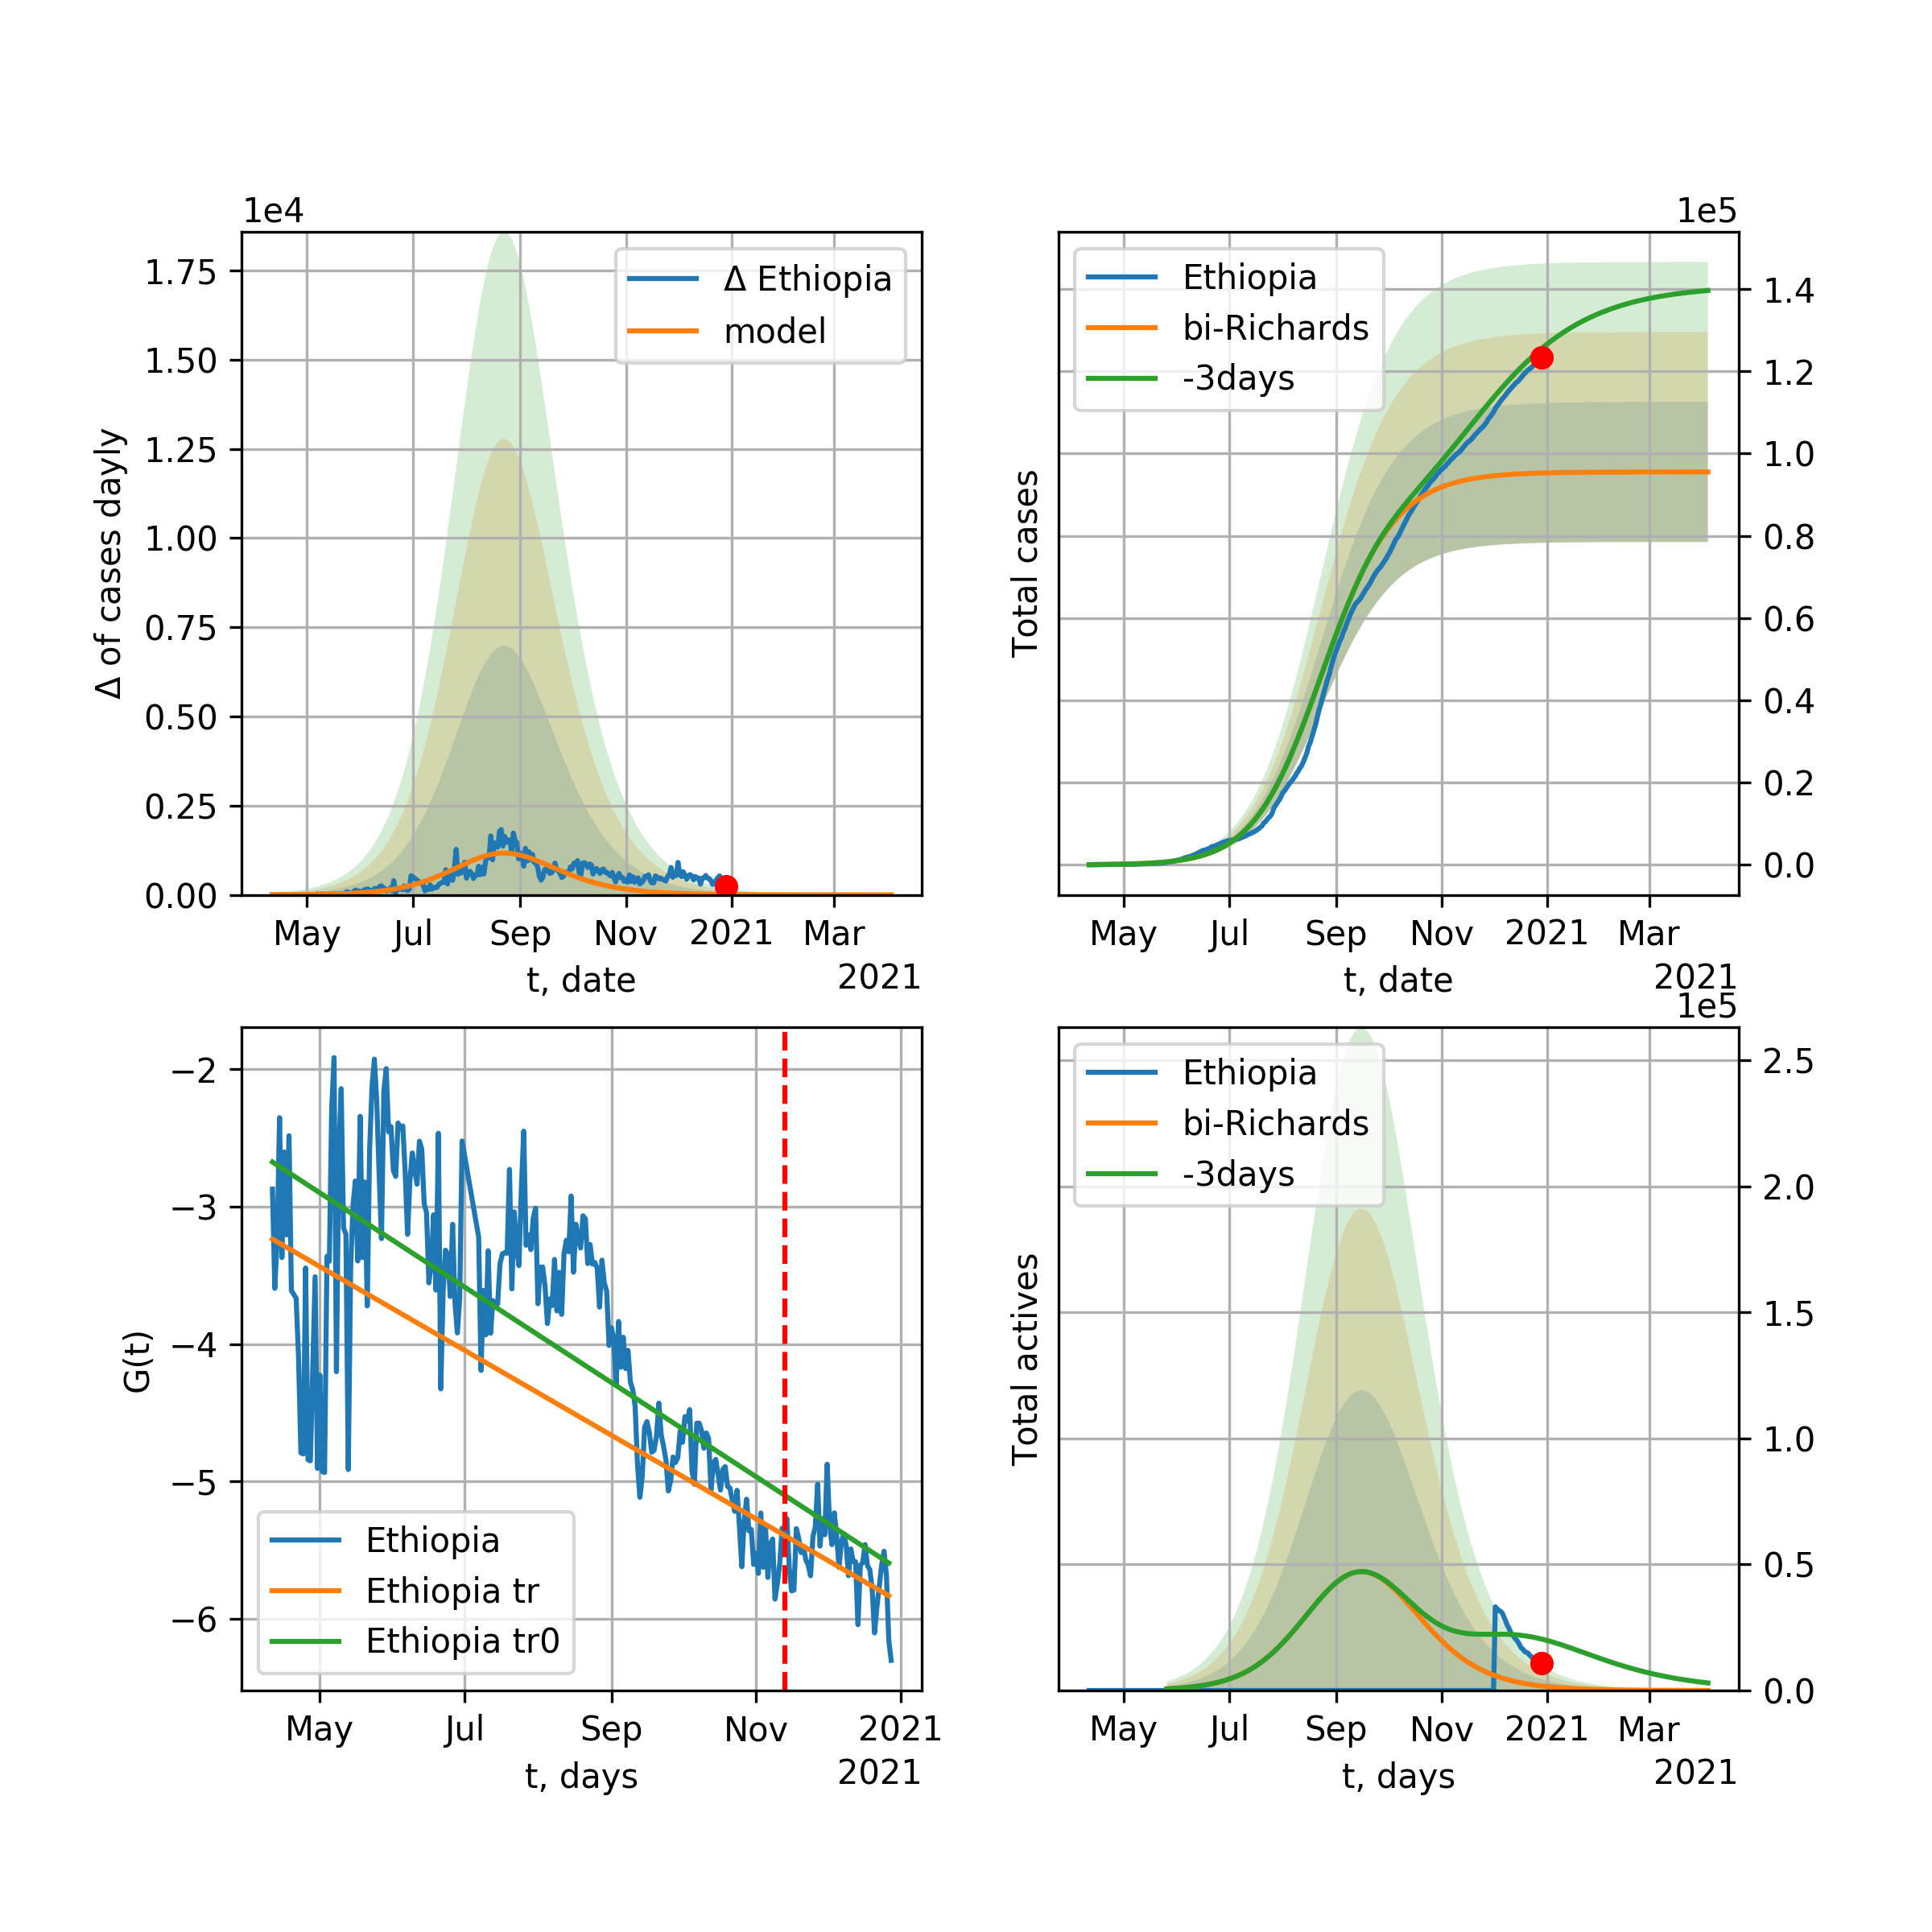 1e4
1.75
1.50
1.25
1.00
0.75
0.50
0.25
0.00
Δ of cases dayly
Δ Ethiopia
model
May Jul Sep Nov 2021 Mar
t, date
2021
1e5
Ethiopia
bi-Richards
-3days
Total cases
1.4
1.2
1.0
0.8
0.6
0.4
0.2
0.0
May Jul Sep Nov 2021 Mar
t, date
2021
−2
−3
−4
−5
−6
G(t)
Ethiopia
Ethiopia tr
Ethiopia tr0
May Jul Sep Nov 2021
t, days
2021
1e5
Ethiopia
bi-Richards
-3days
Total actives
2.5
2.0
1.5
1.0
0.5
0.0
May Jul Sep Nov 2021 Mar
t, days
2021